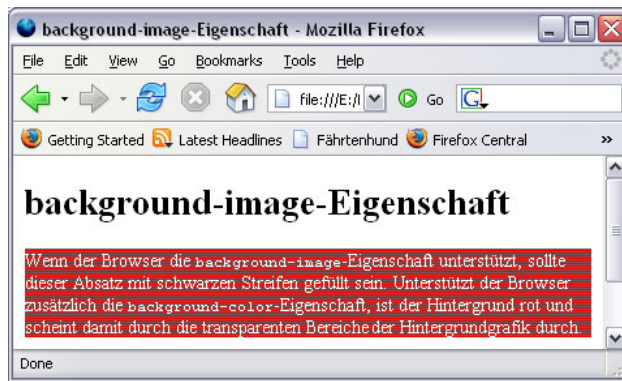 background-image-Eigenschaft - Mozilla Firefox
File Edit View Go Bookmarks Tools Help
file:///E:/I Go G
Getting Started Latest Headlines Fährtenhund Firefox Central »
background-image-Eigenschaft
Wenn der Browser die background-image-Eigenschaft unterstützt, sollte
dieser Absatz mit schwarzen Streifen gefüllt sein. Unterstützt der Browser
zusätzlich die background-color-Eigenschaft, ist der Hintergrund rot und
scheint damit durch die transparenten Bereiche der Hintergrundgrafik durch.
Done